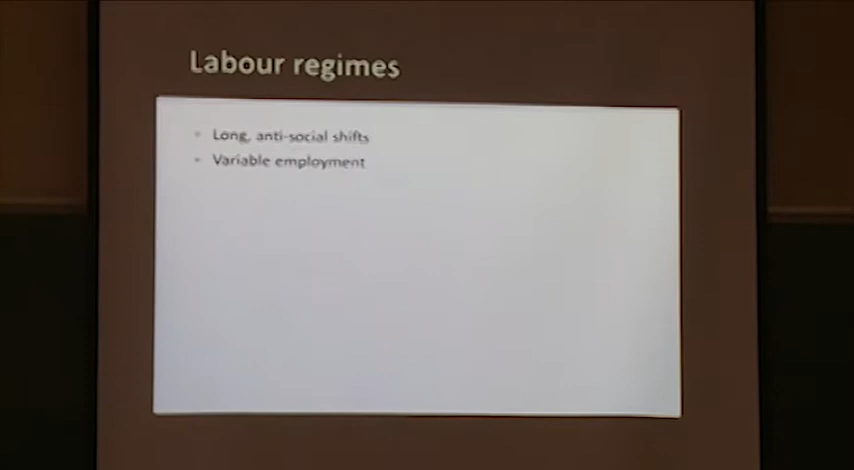 Labour regimes
Long, anti-social shifts
Variable employment